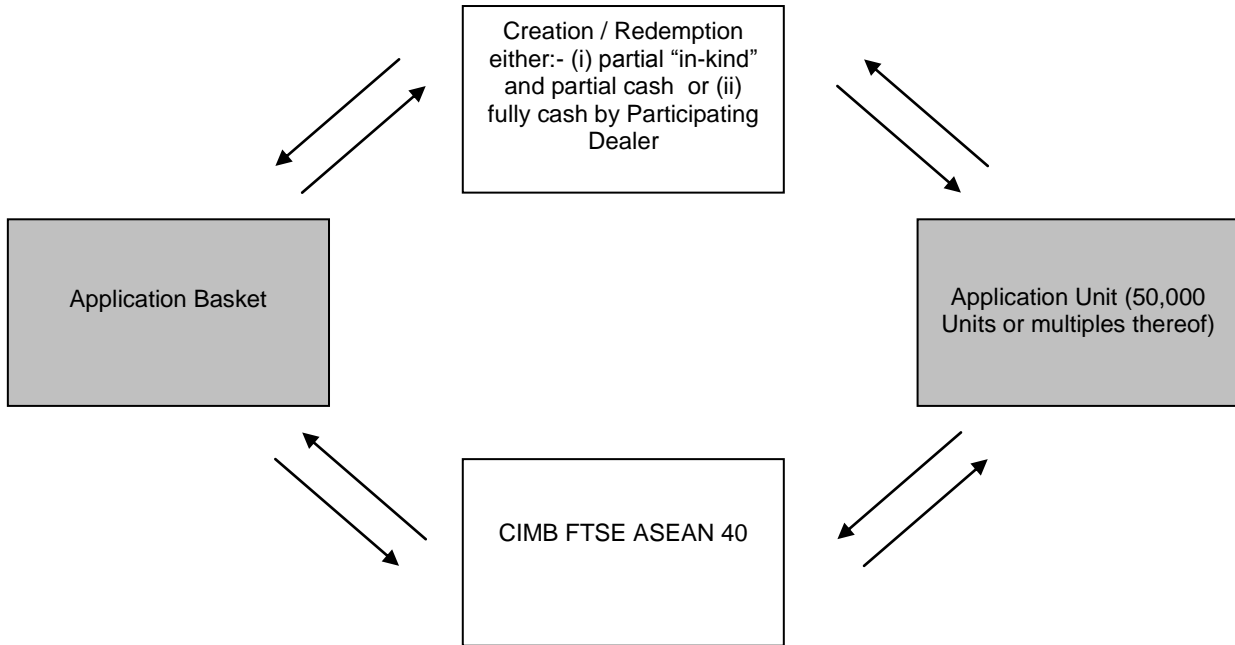 Creation / Redemption
either:- (i) partial “in-kind”
and partial cash or (ii)
fully cash by Participating
Dealer
Application Basket
Application Unit (50,000
Units or multiples thereof)
CIMB FTSE ASEAN 40